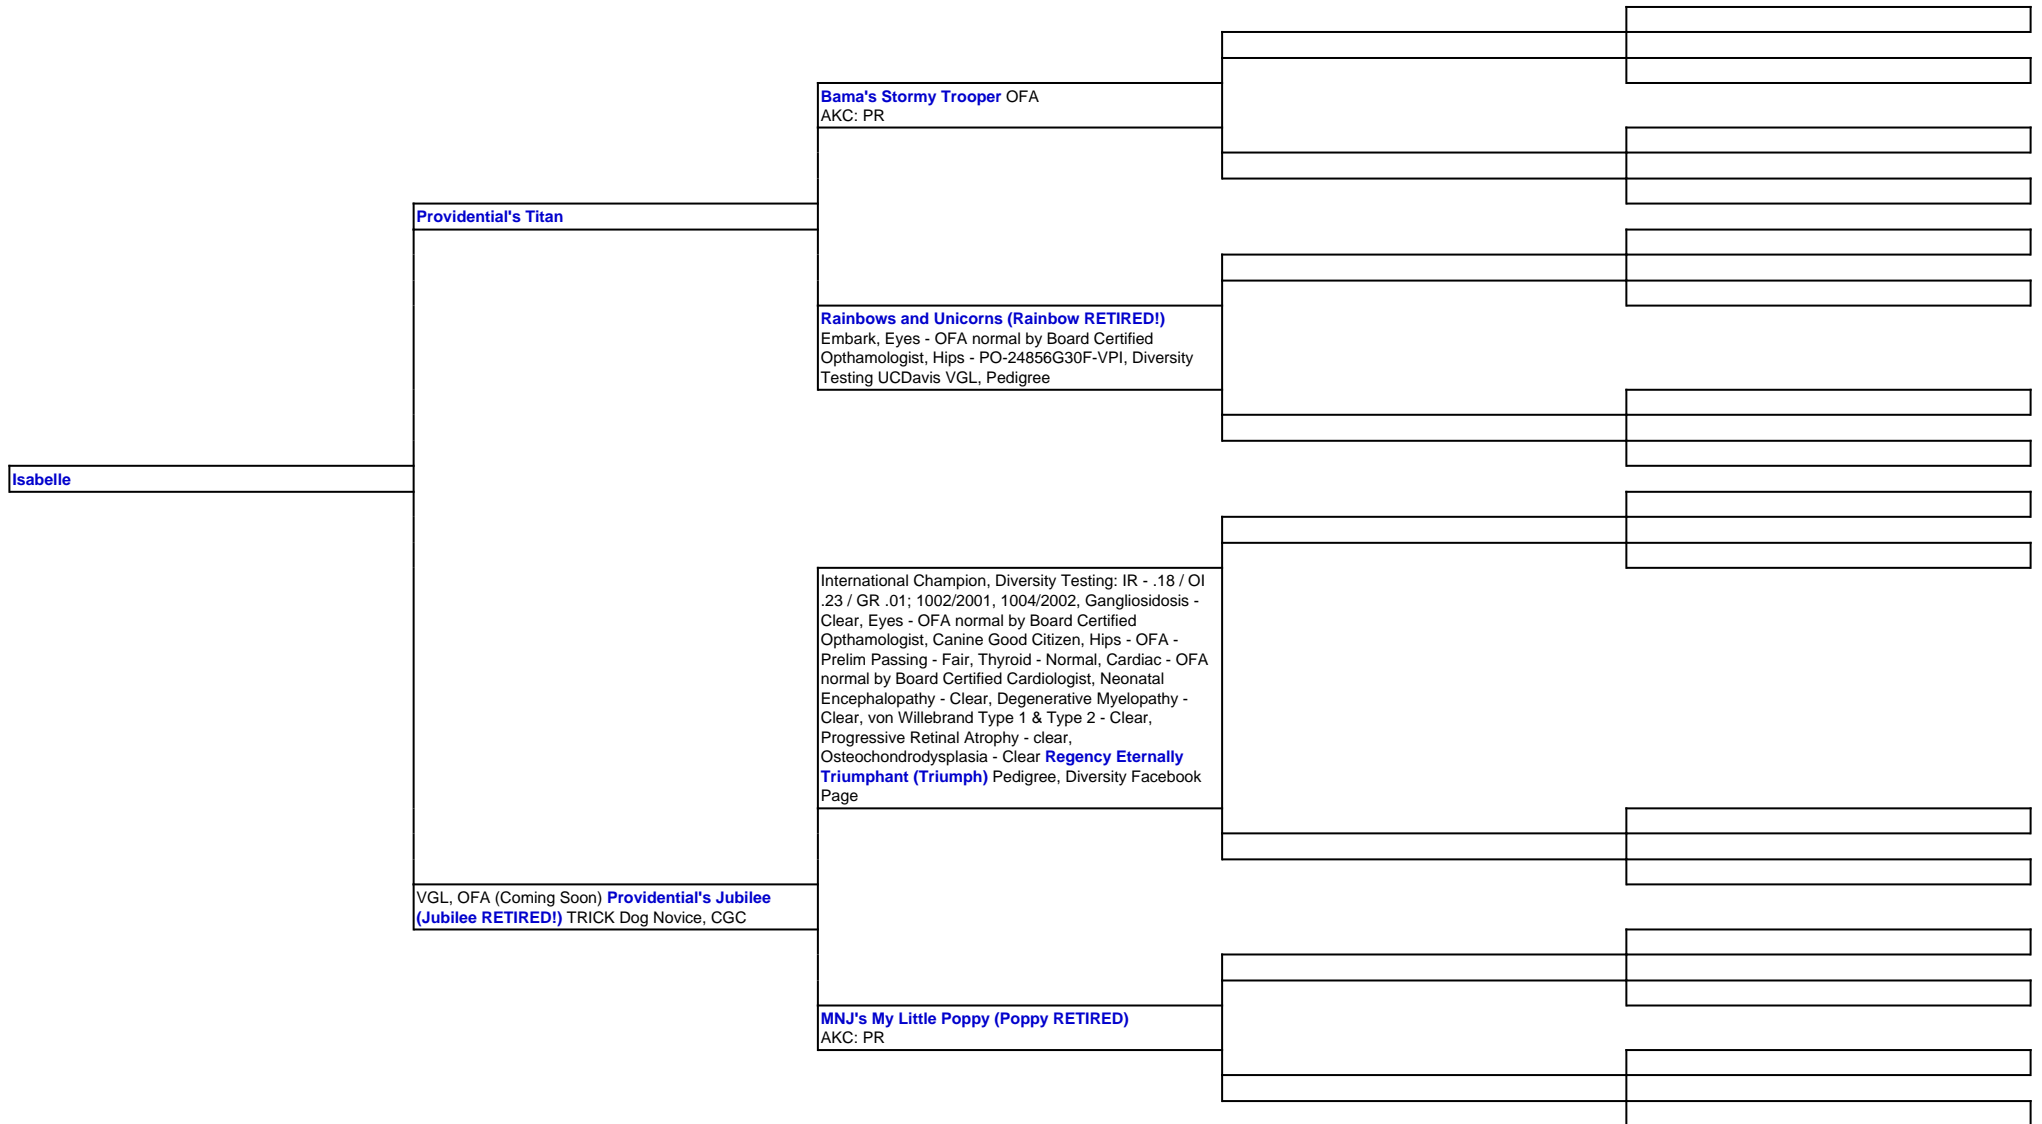 Bama's Stormy Trooper OFA
AKC: PR
Providential's Titan
Rainbows and Unicorns (Rainbow RETIRED!)
Embark, Eyes - OFA normal by Board Certified
Opthamologist, Hips - PO-24856G30F-VPI, Diversity
Testing UCDavis VGL, Pedigree
Isabelle
International Champion, Diversity Testing: IR - .18 / OI
.23 / GR .01; 1002/2001, 1004/2002, Gangliosidosis -
Clear, Eyes - OFA normal by Board Certified
Opthamologist, Canine Good Citizen, Hips - OFA -
Prelim Passing - Fair, Thyroid - Normal, Cardiac - OFA
normal by Board Certified Cardiologist, Neonatal
Encephalopathy - Clear, Degenerative Myelopathy -
Clear, von Willebrand Type 1 & Type 2 - Clear,
Progressive Retinal Atrophy - clear,
Osteochondrodysplasia - Clear Regency Eternally
Triumphant (Triumph) Pedigree, Diversity Facebook
Page
VGL, OFA (Coming Soon) Providential's Jubilee
(Jubilee RETIRED!) TRICK Dog Novice, CGC
MNJ's My Little Poppy (Poppy RETIRED)
AKC: PR